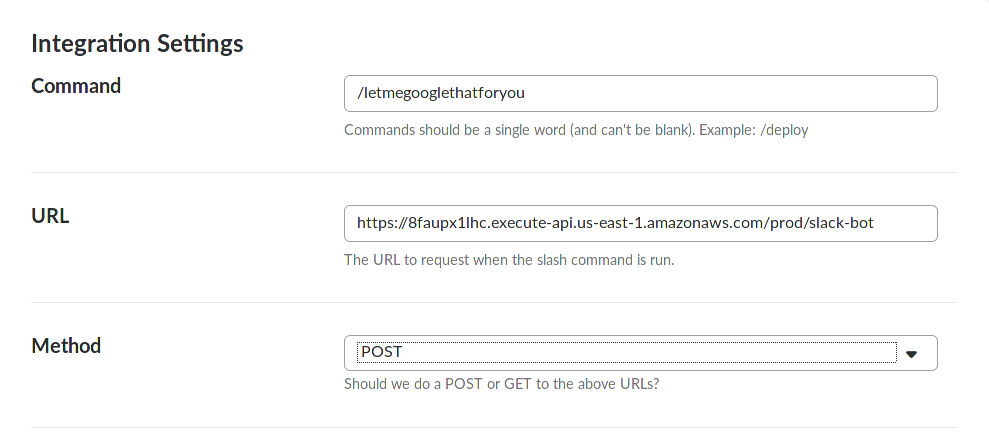 Integration Settings
Command
/letmegooglethatforyou
Commands should be a single word (and can't be blank). Example: /deploy
URL
https://8faupx1lhc.execute-api.us-east-1.amazonaws.com/prod/slack-bot
The URL to request when the slash command is run.
Method
POST
Should we do a POST or GET to the above URLs?